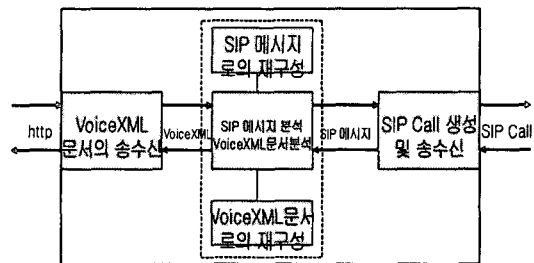 SIP 메시지
로의 재구성
http
VoiceXML
문서의 송수신
VoiceXML
SIP 메시지 분석
VoiceXML문서분석
SIP 메시지
SIP Call 생성
및 송수신
SIP Call
VoiceXML문서
로의 재구성